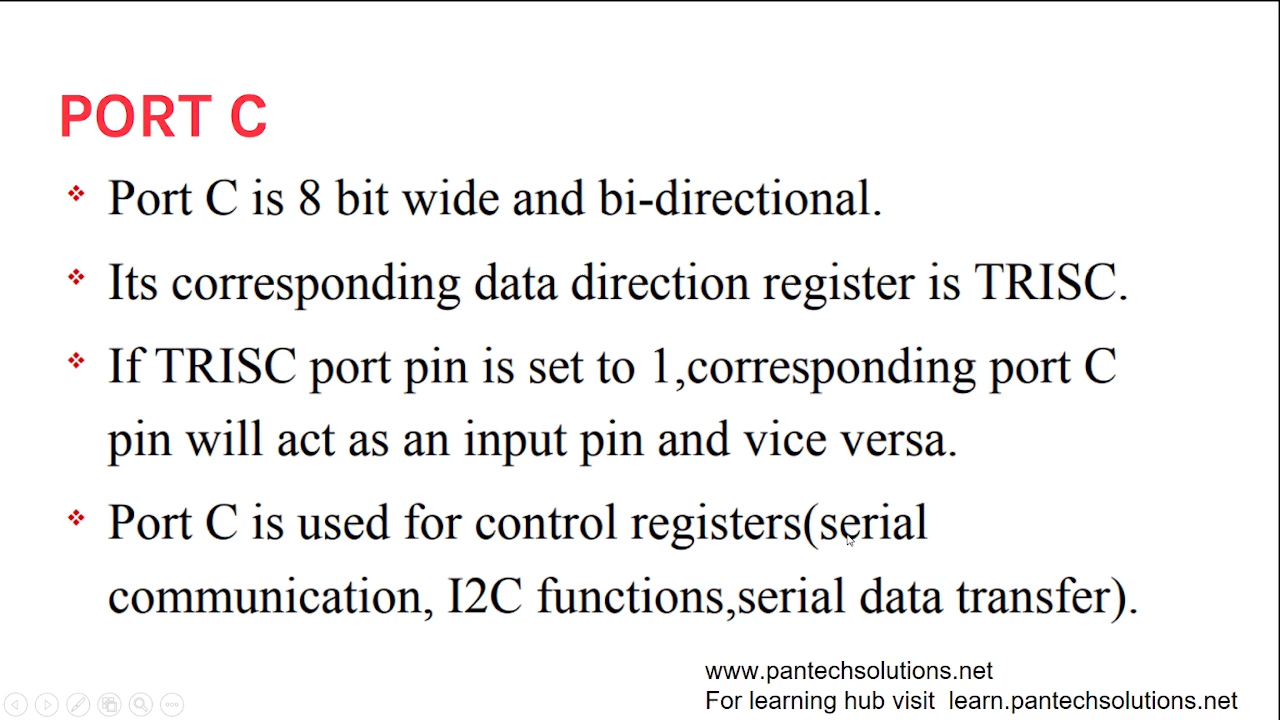 PORT C
Port C is 8 bit wide and bi-directional.
Its corresponding data direction register is TRISC.
If TRISC port pin is set to 1,corresponding port C
pin will act as an input pin and vice versa.
Port C is used for control registers(serial
communication, I2C functions,serial data transfer).
www.pantechsolutions.net
For learning hub visit learn.pantechsolutions.net